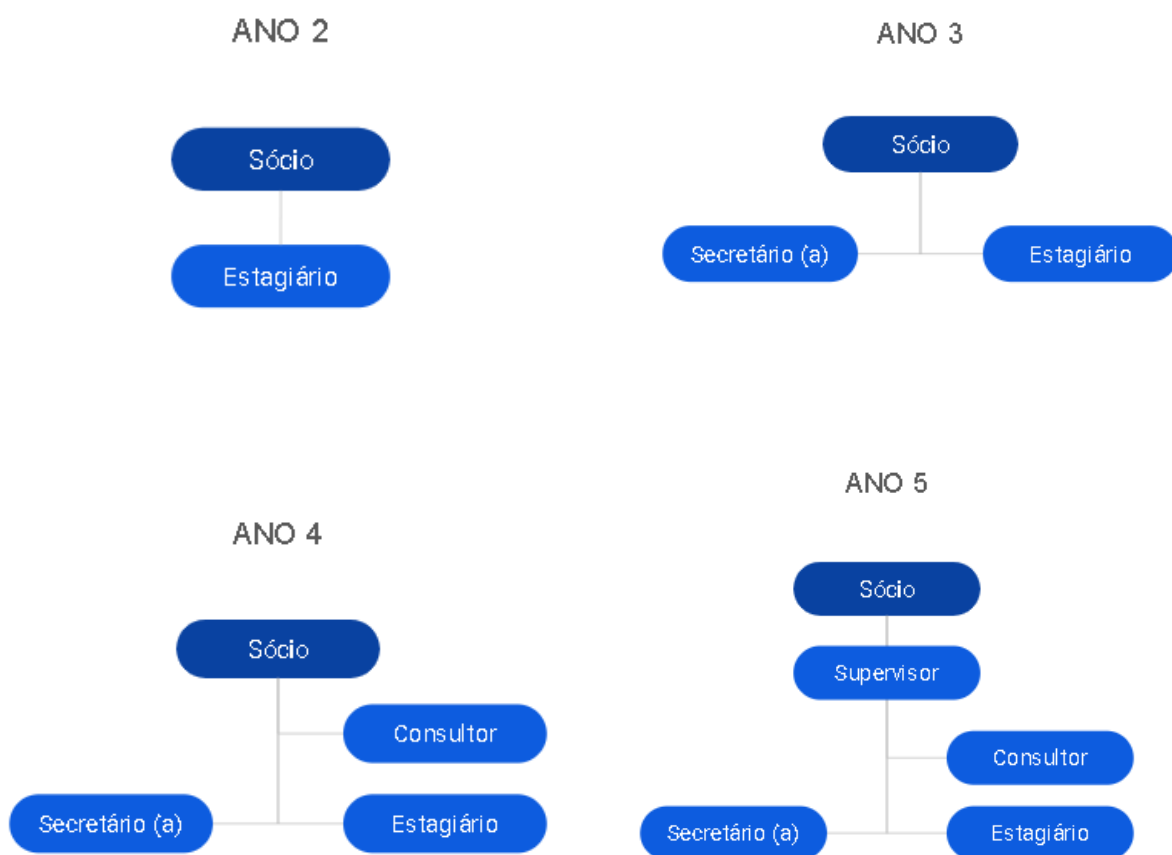 ANO 2
Sócio
Estagiário
ANO 3
Sócio
Secretário (a)
Estagiário
ANO 4
Sócio
Consultor
Secretário (a)
Estagiário
ANO 5
Sócio
Supervisor
Consultor
Secretário (a)
Estagiário